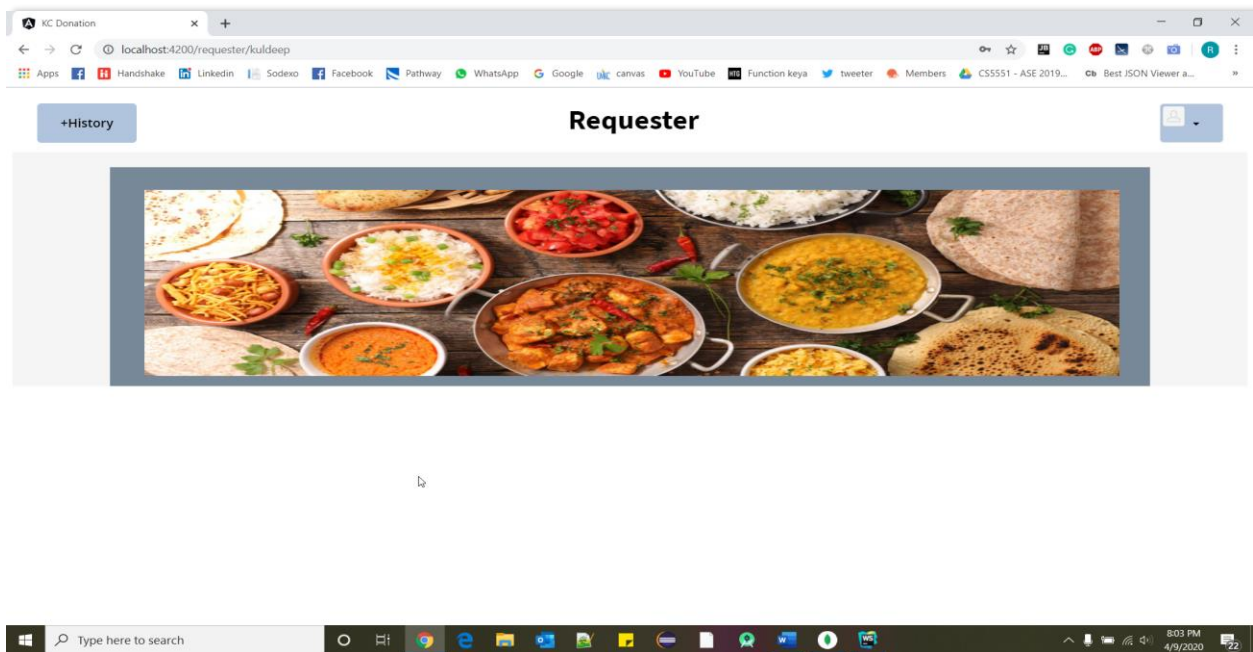 KC Donation
localhost:4200/requester/kuldeep
Apps Handshake Linkedin Sodexo Facebook Pathway WhatsApp Google canvas YouTube HTG Function keya tweeter Members CS5551 - ASE 2019... Cb Best JSON Viewer a... »
+History Requester
Type here to search
8:03 PM
4/9/2020
22